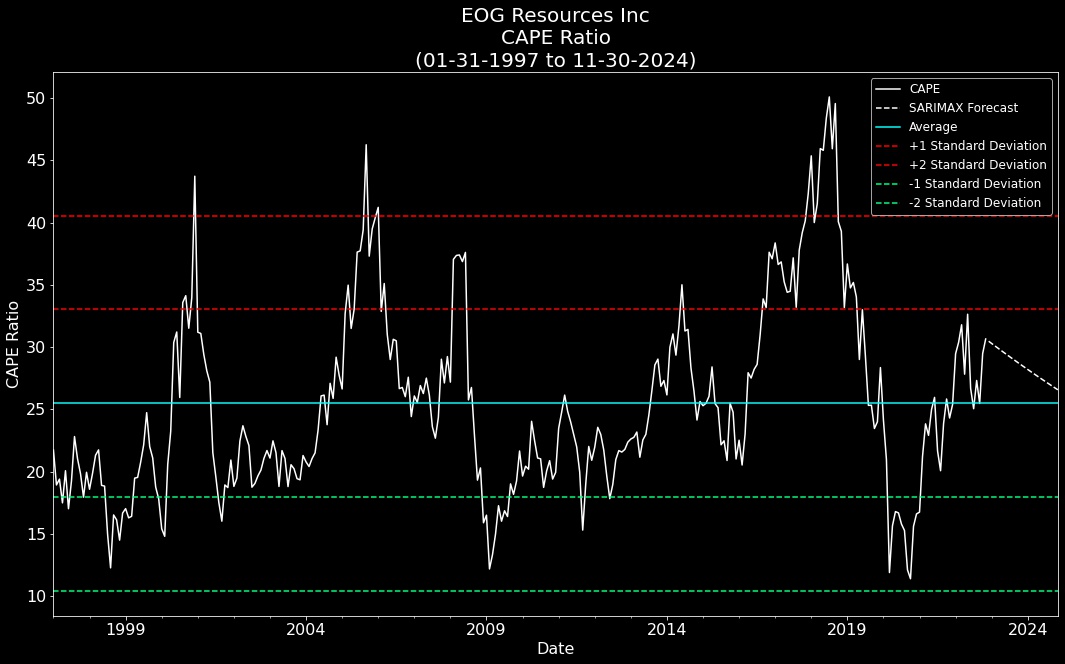 EOG Resources Inc
CAPE Ratio
(01-31-1997 to 11-30-2024)
CAPE
SARIMAX Forecast
Average
+1 Standard Deviation
+2 Standard Deviation
-1 Standard Deviation
-2 Standard Deviation
CAPE Ratio
50
45
40
35
30
25
20
15
10
1999 2004 2009 2014 2019 2024
Date